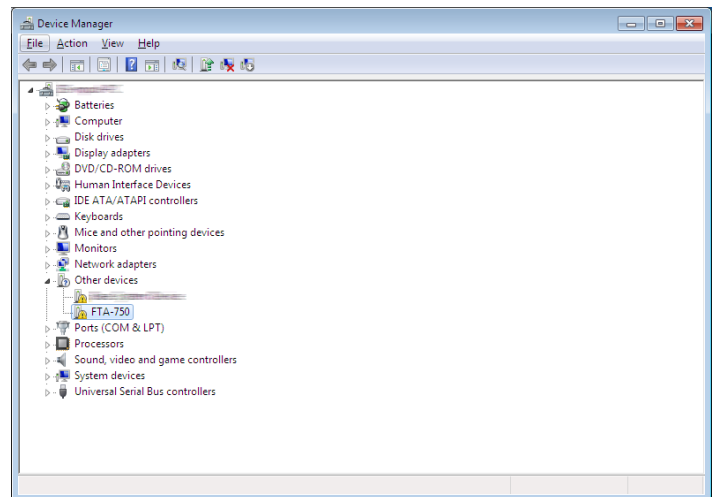 Device Manager
File Action View Help
Batteries
Computer
Disk drives
Display adapters
DVD/CD-ROM drives
Human Interface Devices
IDE ATA/ATAPI controllers
Keyboards
Mice and other pointing devices
Monitors
Network adapters
Other devices
FTA-750
Ports (COM & LPT)
Processors
Sound, video and game controllers
System devices
Universal Serial Bus controllers